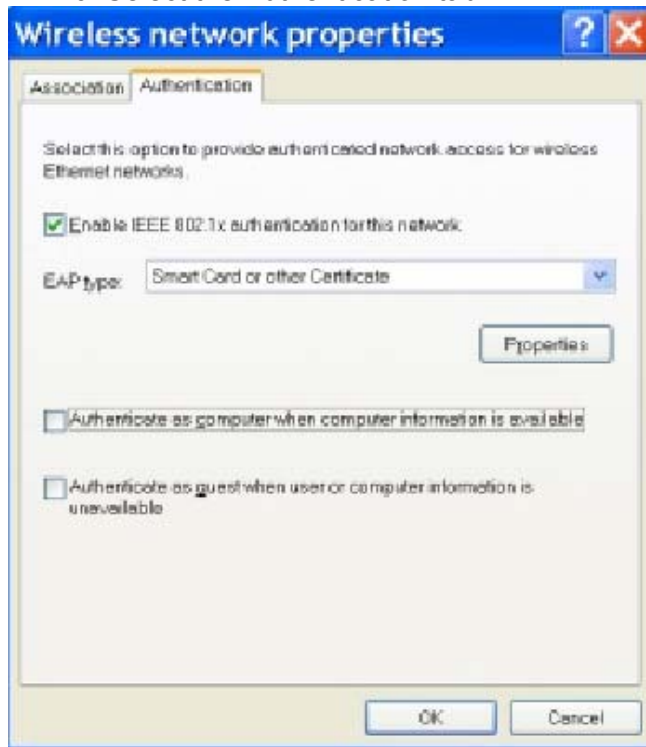 Wireless network properties
Association Authentication
Select this option to provide authenticated network access for wireless
Ethernet networks.
Enable IEEE 802.1x authentication for this network
EAP type: Smart Card or other Certificate
Properties
Authenticate as computer when computer information is available
Authenticate as guest when user or computer information is
unavailable
OK Cancel